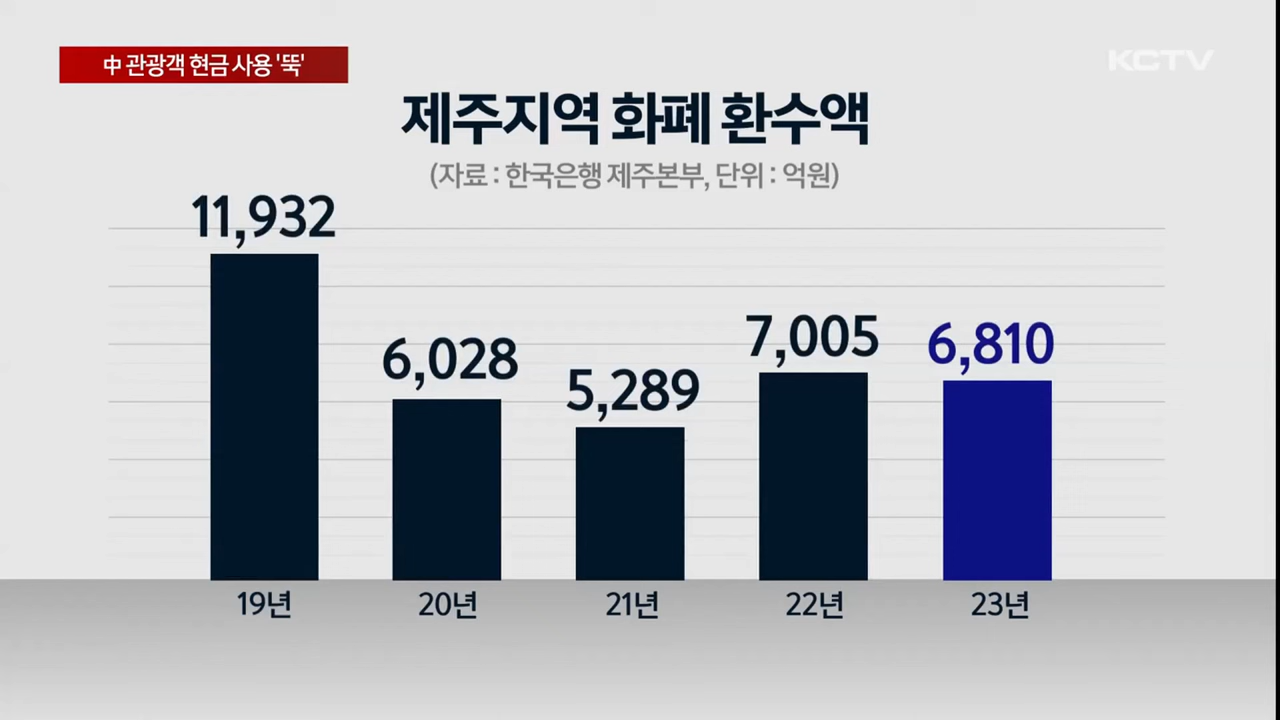 中 관광객 현금 사용 '뚝'
KCTV
제주지역 화폐 환수액
(자료 : 한국은행 제주본부, 단위 : 억원)
11,932
6,028
5,289
7,005
6,810
19년
20년
21년
22년
23년